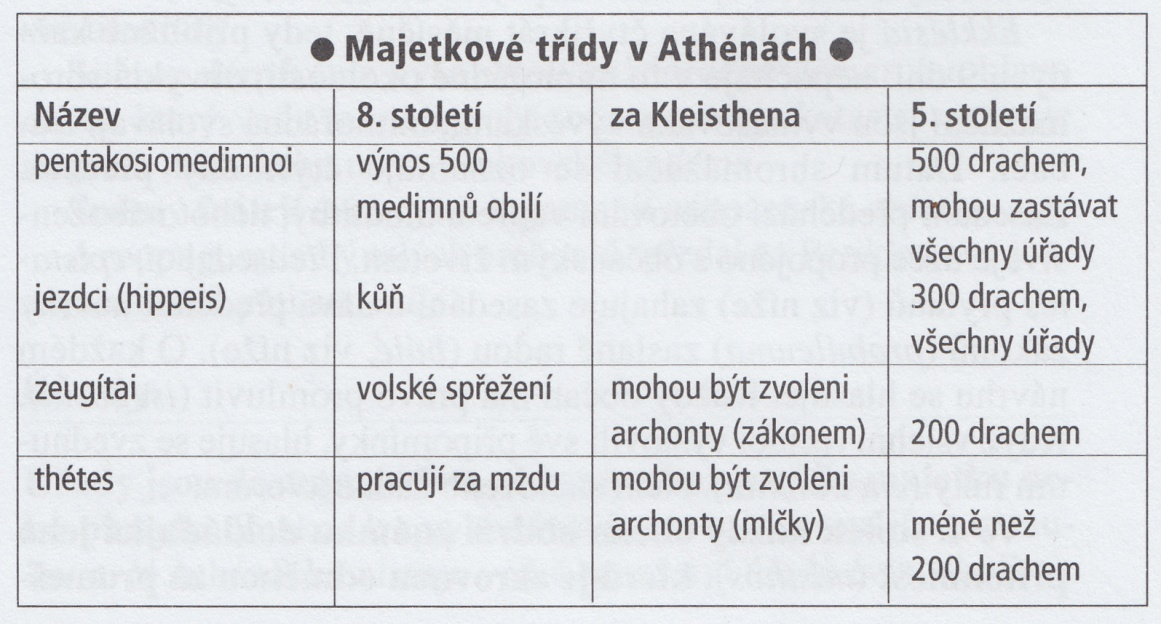 ● Majetkové třídy v Athénách ●
Název 8. století za Kleisthena 5. století
pentakosiomedimnoi výnos 500 500 drachem,
medimnů obilí mohou zastávat
všechny úřady
jezdci (hippeis) kůň 300 drachem,
všechny úřady
zeugítai volské spřežení mohou být zvoleni
archonty (zákonem) 200 drachem
thétes pracují za mzdu mohou být zvoleni
archonty (mlčky) méně než
200 drachem